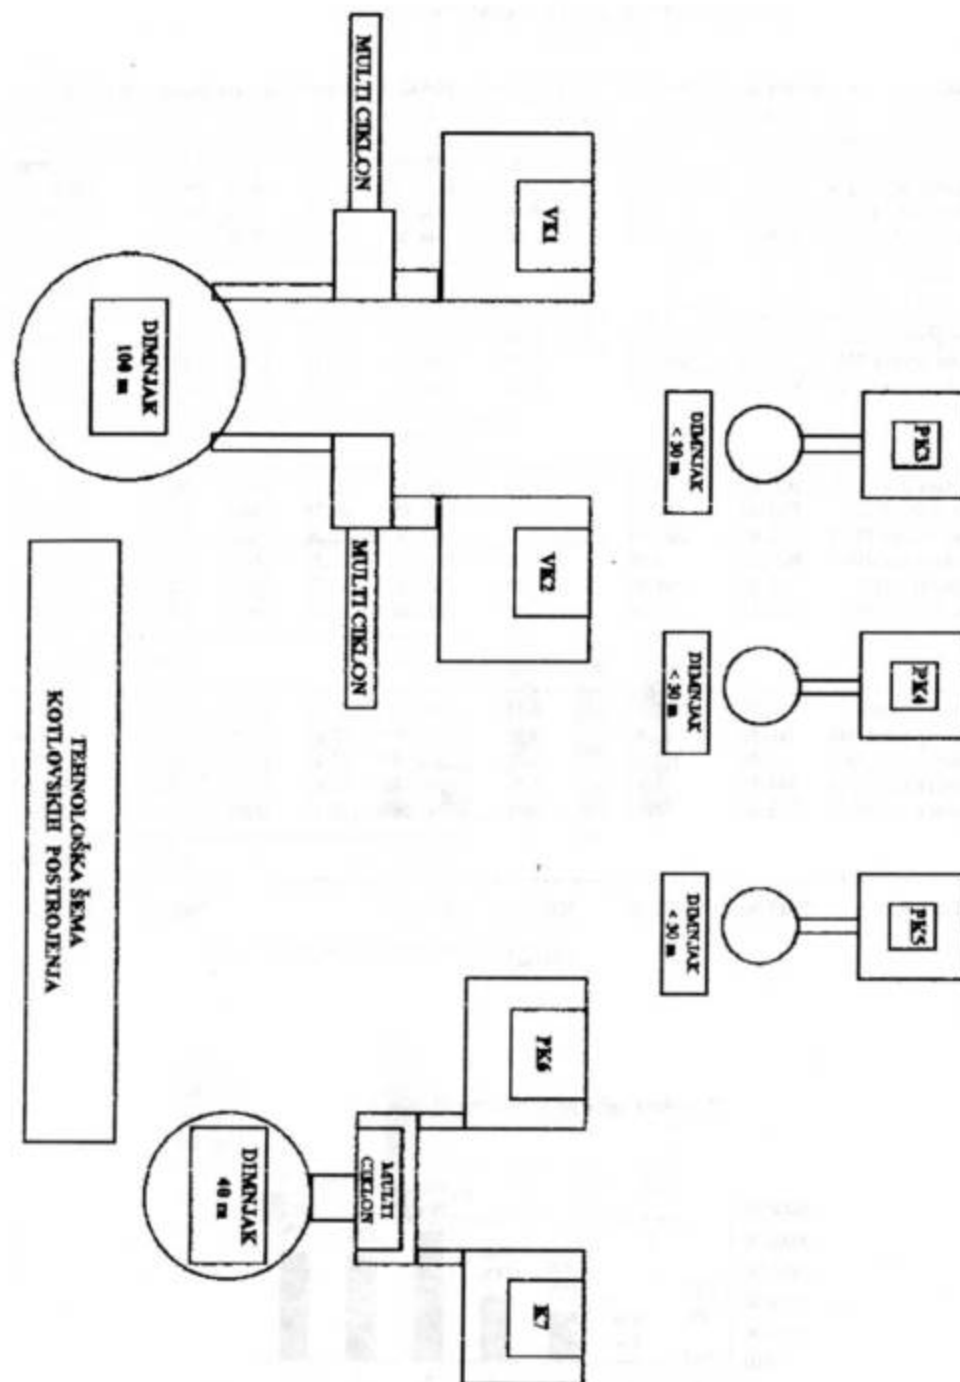 PK3
PK4
PK5
DIMNJAK
< 30 m
DIMNJAK
< 30 m
DIMNJAK
< 30 m
VK1
VK2
PK6
K7
MULTI CIKLON
MULTI CIKLON
MULTI
CIKLON
DIMNJAK
100 m
DIMNJAK
40 m
TEHNOLOŠKA ŠEMA
KOTLOVSKIH POSTROJENJA